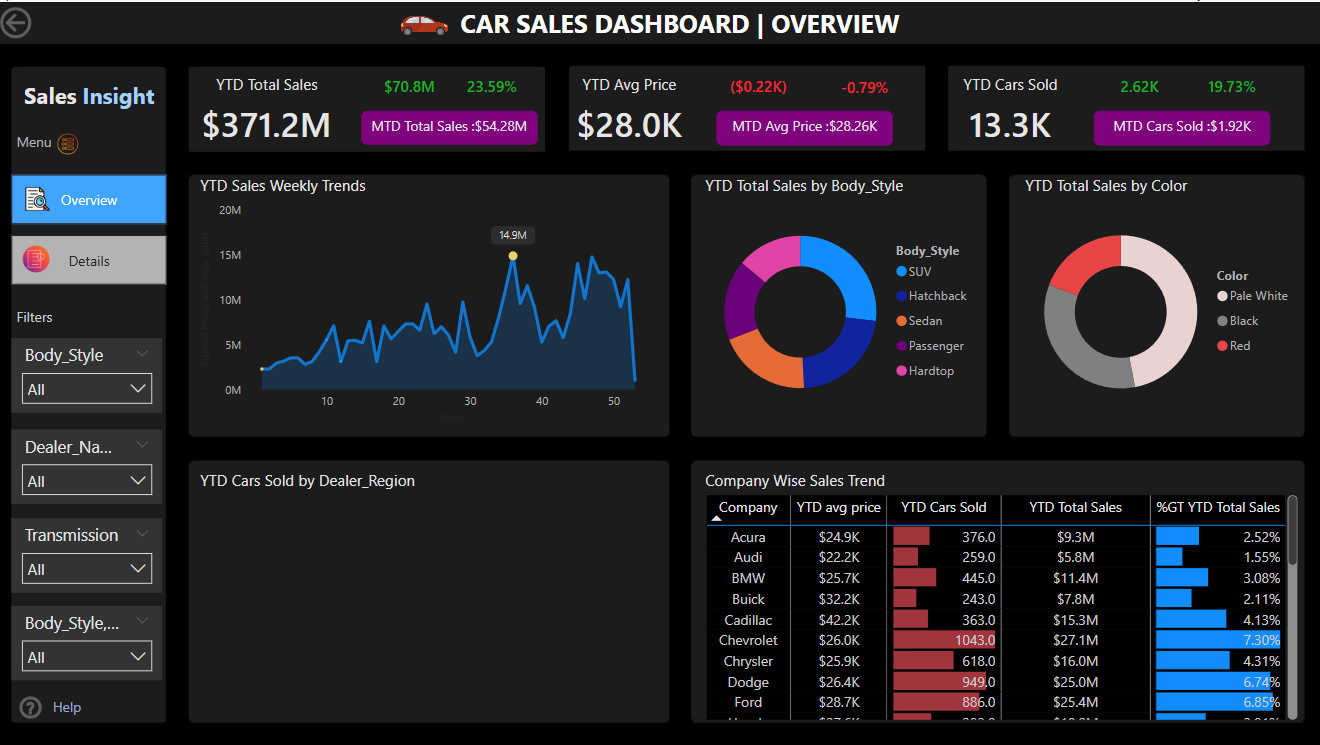 CAR SALES DASHBOARD | OVERVIEW
Sales Insight
Menu
Overview
Details
Filters
Body_Style
All
Dealer_Na...
All
Transmission
All
Body_Style,...
All
Help
YTD Total Sales
$70.8M 23.59%
$371.2M
MTD Total Sales :$54.28M
YTD Avg Price
($0.22K) -0.79%
$28.0K
MTD Avg Price :$28.26K
YTD Cars Sold
2.62K 19.73%
13.3K
MTD Cars Sold :$1.92K
YTD Sales Weekly Trends
20M
15M
10M
5M
0M
14.9M
10 20 30 40 50
YTD Total Sales by Body_Style
Body_Style
SUV
Hatchback
Sedan
Passenger
Hardtop
YTD Total Sales by Color
Color
Pale White
Black
Red
YTD Cars Sold by Dealer_Region
Company Wise Sales Trend
Company YTD avg price YTD Cars Sold YTD Total Sales %GT YTD Total Sales
Acura $24.9K 376.0 $9.3M 2.52%
Audi $22.2K 259.0 $5.8M 1.55%
BMW $25.7K 445.0 $11.4M 3.08%
Buick $32.2K 243.0 $7.8M 2.11%
Cadillac $42.2K 363.0 $15.3M 4.13%
Chevrolet $26.0K 1043.0 $27.1M 7.30%
Chrysler $25.9K 618.0 $16.0M 4.31%
Dodge $26.4K 949.0 $25.0M 6.74%
Ford $28.7K 886.0 $25.4M 6.85%